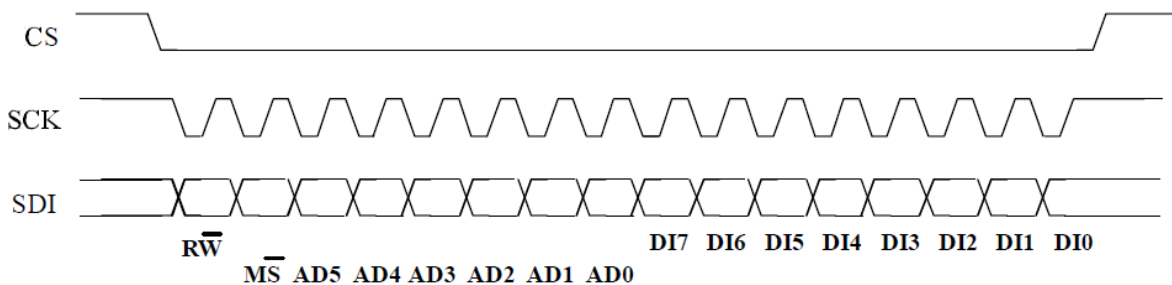 CS
SCK
SDI
RW̅ DI7 DI6 DI5 DI4 DI3 DI2 DI1 DI0
MS̅ AD5 AD4 AD3 AD2 AD1 AD0